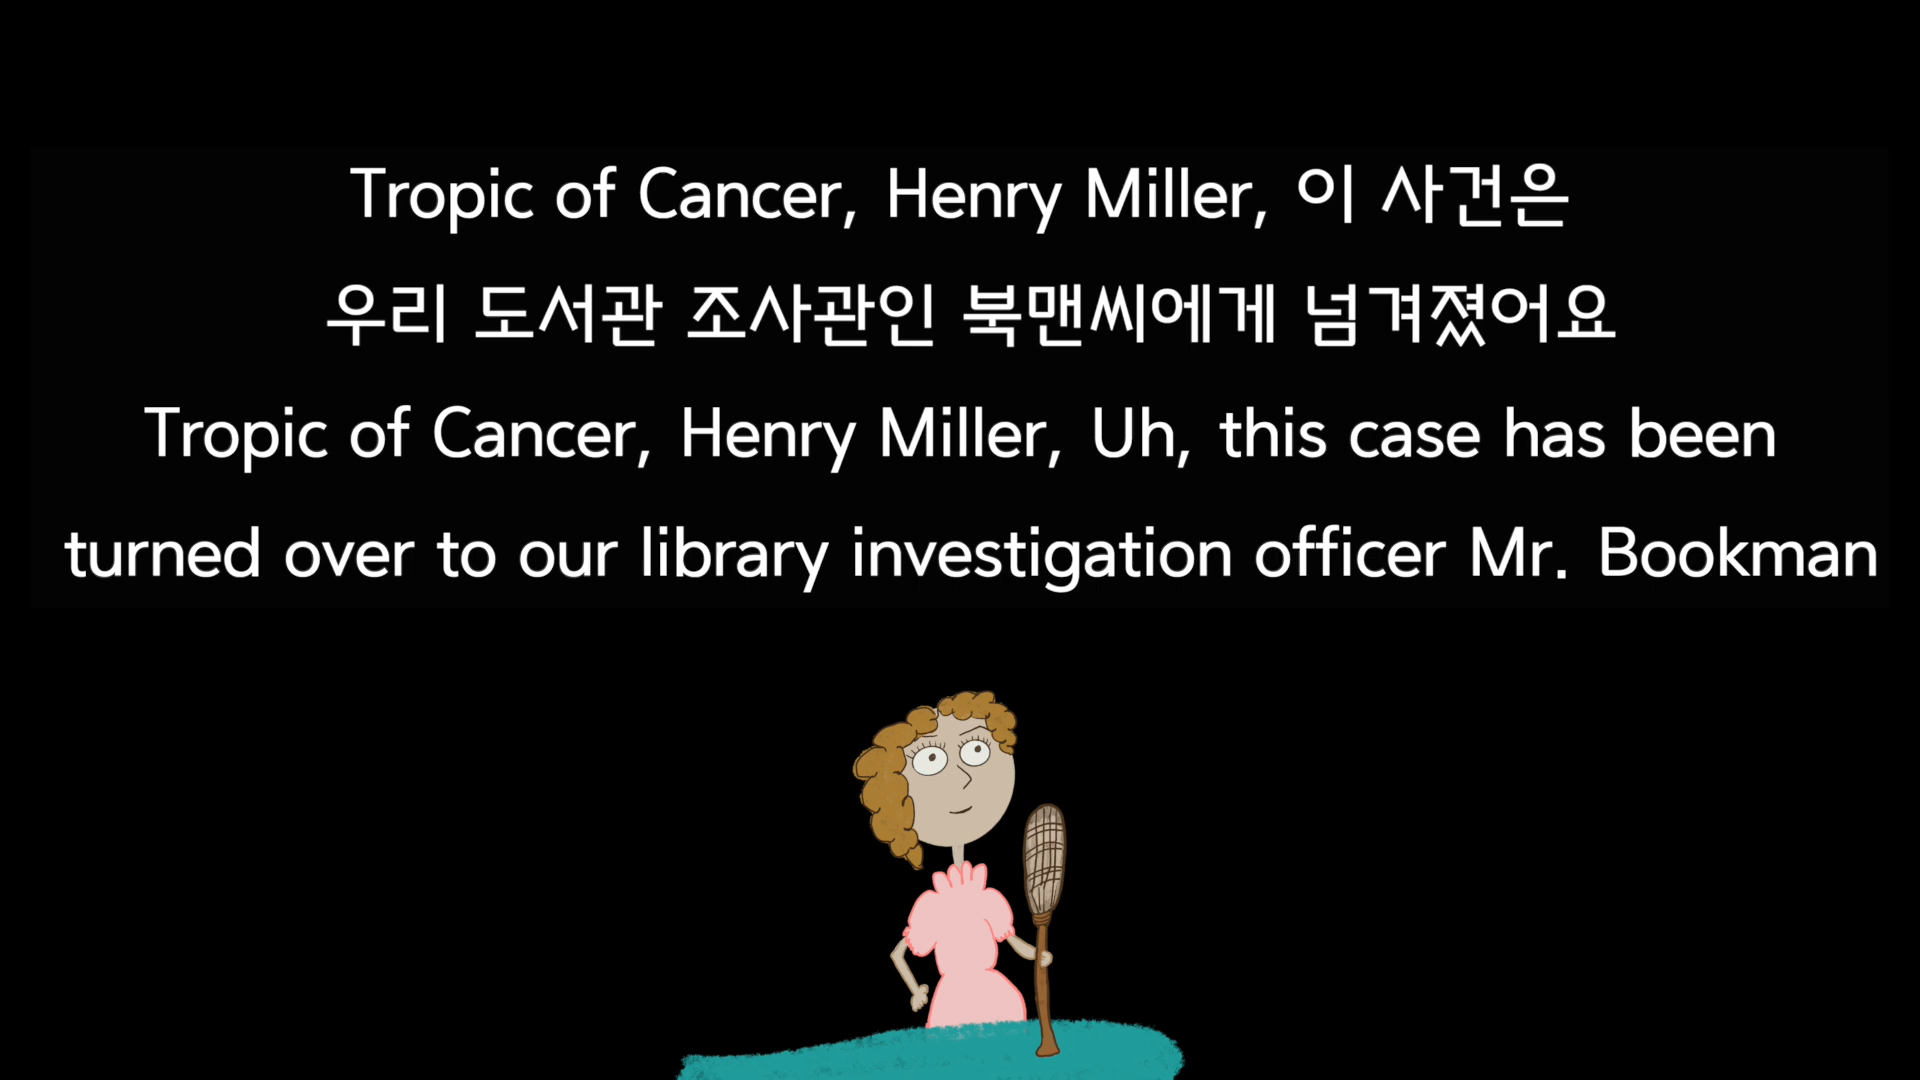 Tropic of Cancer, Henry Miller, 이 사건은
우리 도서관 조사관인 북맨씨에게 넘겨졌어요
Tropic of Cancer, Henry Miller, Uh, this case has been
turned over to our library investigation officer Mr. Bookman